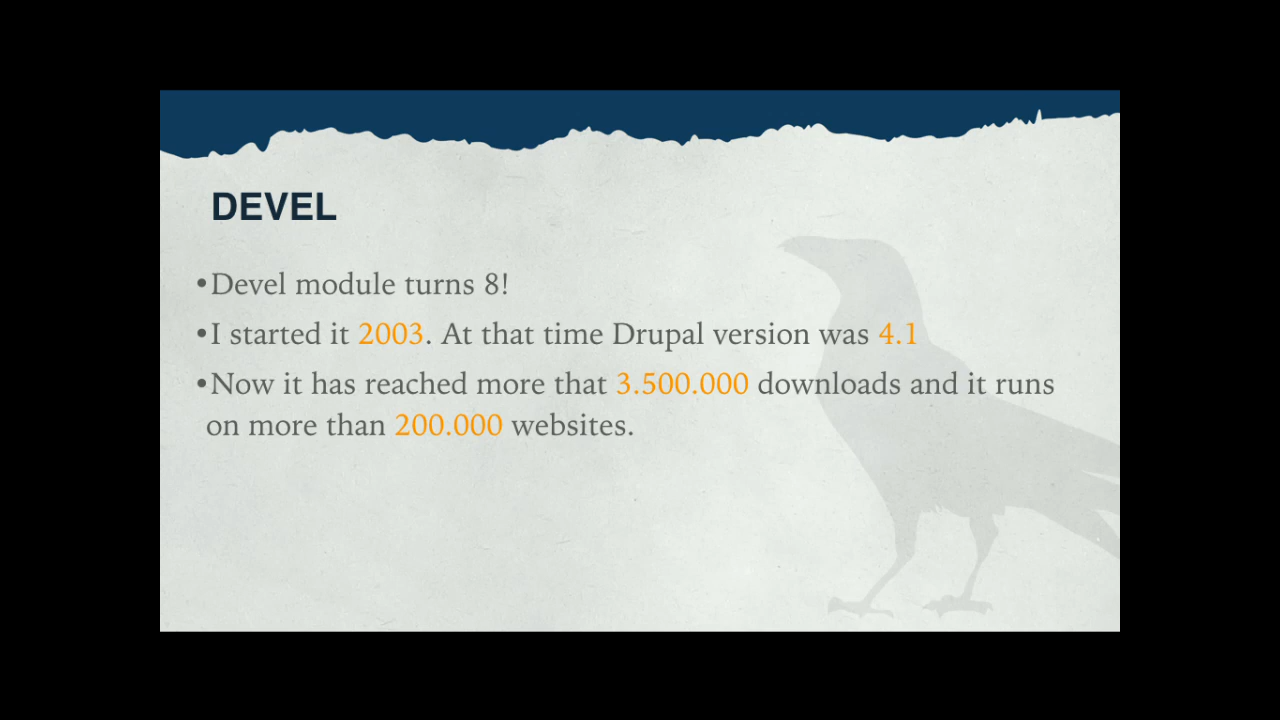 DEVEL
•Devel module turns 8!
•I started it 2003. At that time Drupal version was 4.1
•Now it has reached more that 3.500.000 downloads and it runs
on more than 200.000 websites.